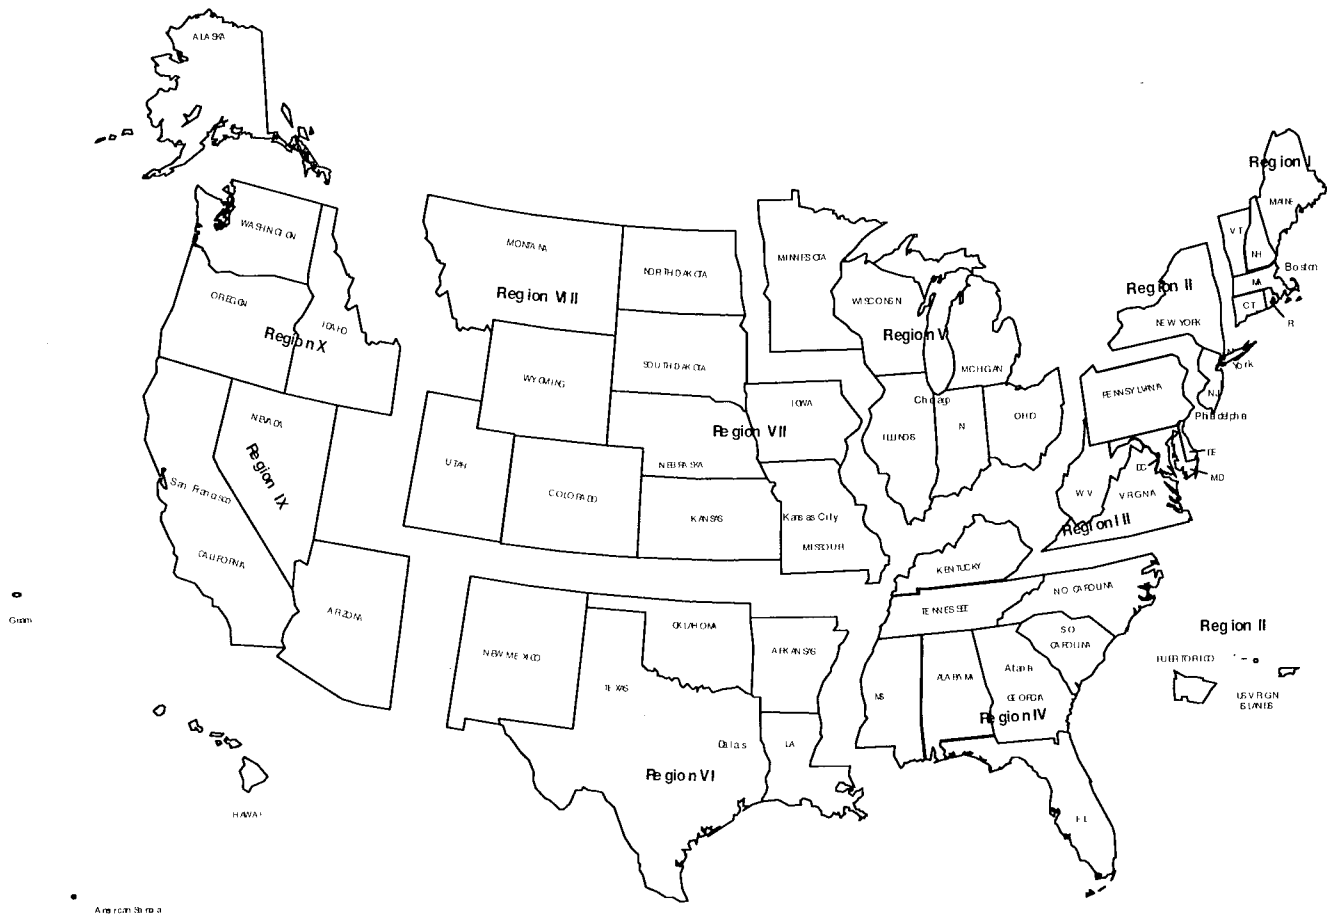 ALASKA
Region I
MAINE
WASHINGTON
VT
NH
MONTANA
NORTH DAKOTA
MINNESOTA
Boston
MA
Region VIII
Region II
OREGON
WISCONSIN
CT
NEW YORK
IDAHO
Region X
Region V
SOUTH DAKOTA
MICHIGAN
York
WYOMING
PENNSYLVANIA
NJ
IOWA
Chicago
NEVADA
OHIO
Region VII
ILLINOIS
UTAH
NEBRASKA
DC
MD
Region IX
San Francisco
COLORADO
WV
VIRGINIA
KANSAS
Kansas City
Region III
MISSOURI
CALIFORNIA
KENTUCKY
NO CAROLINA
ARIZONA
TENNESSEE
Guam
OKLAHOMA
SO
CAROLINA
Region II
ARKANSAS
NEW MEXICO
PUERTO RICO
ALABAMA
TEXAS
MS
GEORGIA
US VIRGIN
ISLANDS
Region IV
Dallas
LA
Region VI
HAWAII
FL
American Samoa